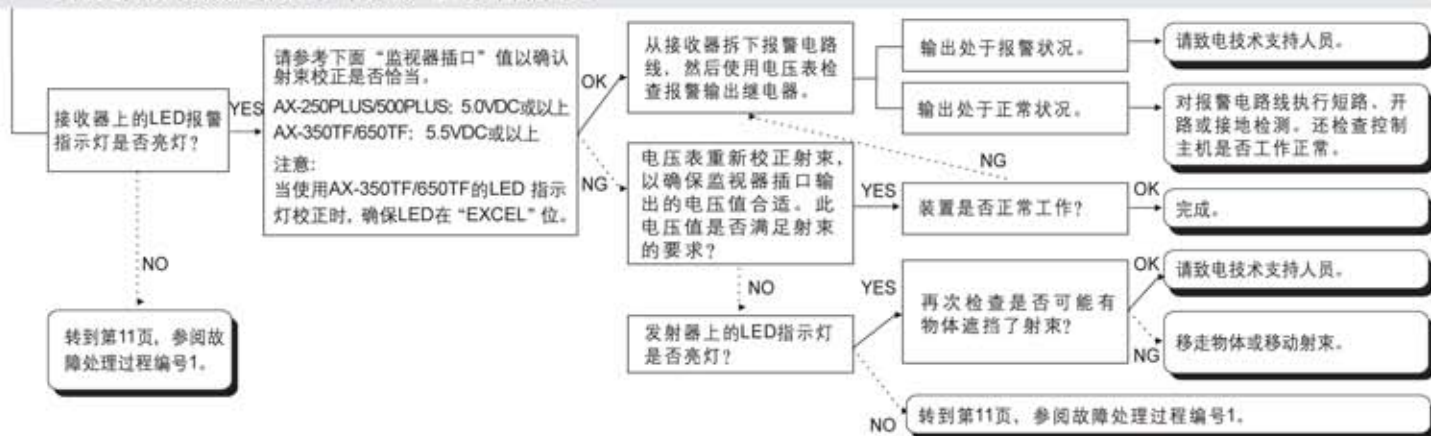 接收器上的LED报警
指示灯是否亮灯？
YES
NO
转到第11页，参阅故
障处理过程编号1。
请参考下面“监视器插口”值以确认
射束校正是否恰当。
AX-250PLUS/500PLUS：5.0VDC或以上
AX-350TF/650TF：5.5VDC或以上
注意：
当使用AX-350TF/650TF的LED 指示
灯校正时，确保LED在“EXCEL”位。
OK
NG
从接收器拆下报警电路
线，然后使用电压表检
查报警输出继电器。
输出处于报警状况。
请致电技术支持人员。
输出处于正常状况。
对报警电路线执行短路、开
路或接地检测。还检查控制
主机是否工作正常。
电压表重新校正射束，
以确保监视器插口输
出的电压值合适。此
电压值是否满足射束
的要求？
YES
NG
装置是否正常工作？
OK
完成。
NO
发射器上的LED指示灯
是否亮灯？
YES
再次检查是否可能有
物体遮挡了射束？
OK
请致电技术支持人员。
NG
移走物体或移动射束。
NO
转到第11页，参阅故障处理过程编号1。